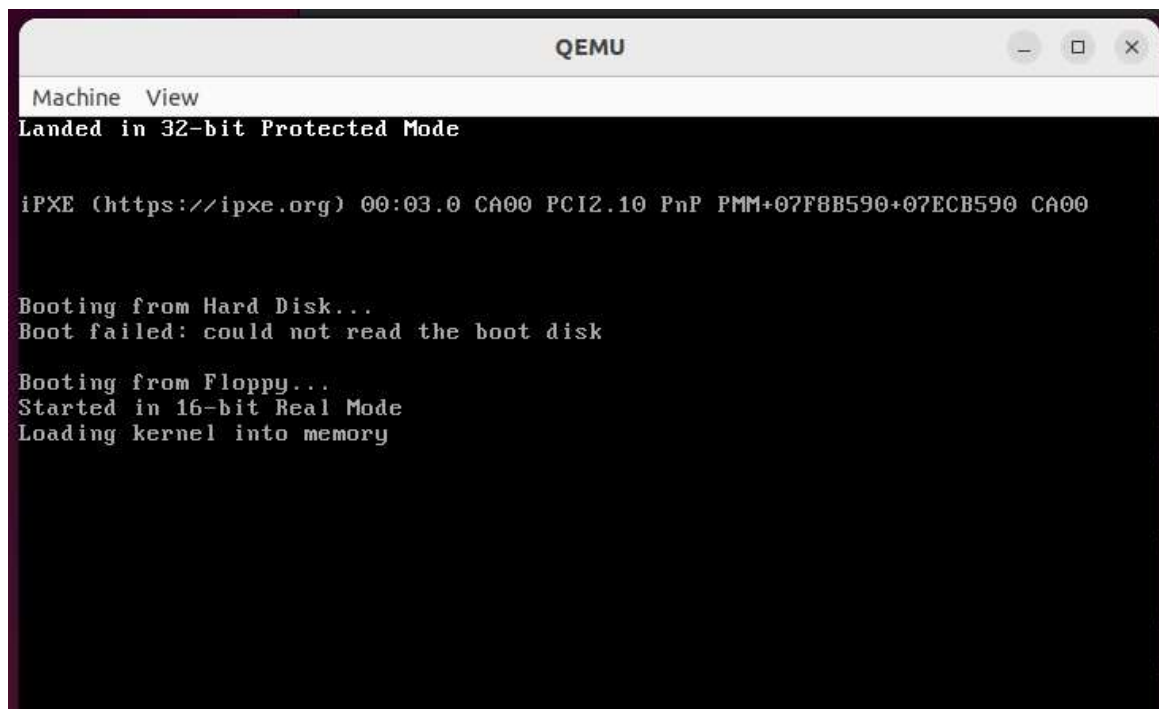 QEMU
Machine View
Landed in 32-bit Protected Mode
iPXE (https://ipxe.org) 00:03.0 CA00 PCI2.10 PnP PMM+07F8B590+07ECB590 CA00
Booting from Hard Disk...
Boot failed: could not read the boot disk
Booting from Floppy...
Started in 16-bit Real Mode
Loading kernel into memory